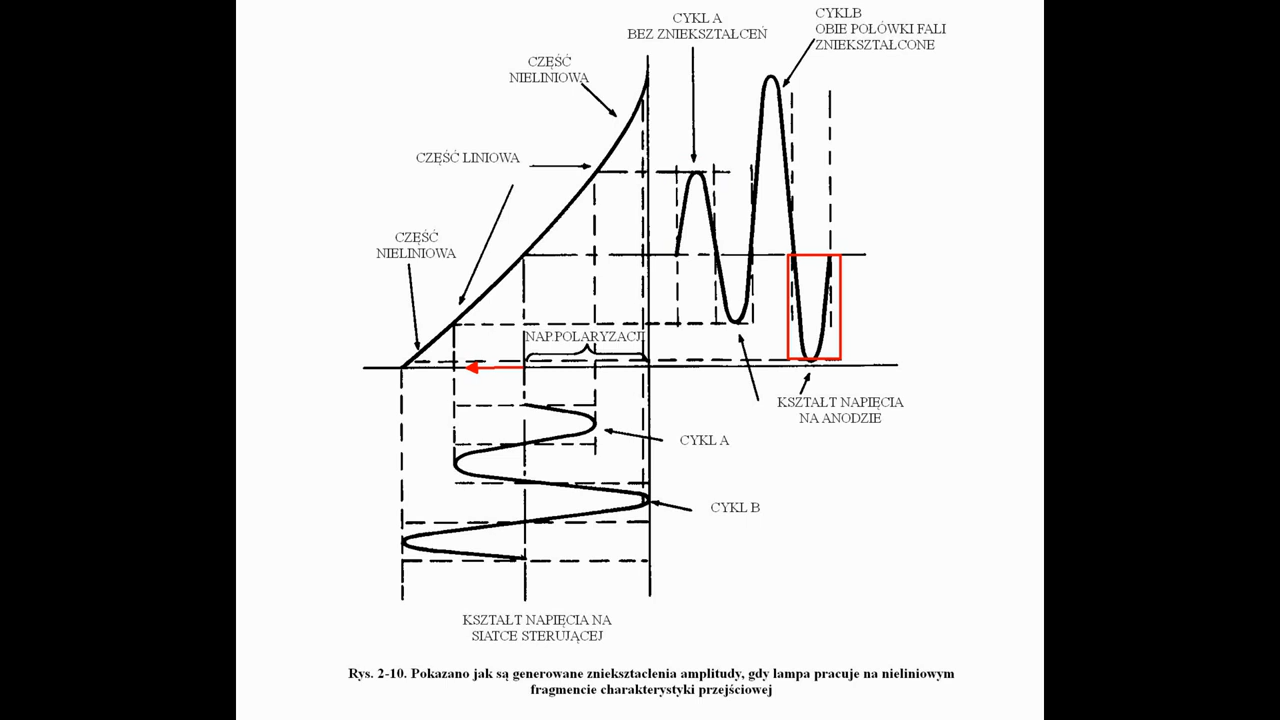 CYKL A
BEZ ZNIEKSZTAŁCEŃ
CYKLB
OBIE POŁÓWKI FALI
ZNIEKSZTAŁCONE
CZĘŚĆ
NIELINIOWA
CZĘŚĆ LINIOWA
CZĘŚĆ
NIELINIOWA
NAP.POLARYZACJI
KSZTAŁT NAPIĘCIA
NA ANODZIE
CYKL A
CYKL B
KSZTAŁT NAPIĘCIA NA
SIATCE STERUJĄCEJ
Rys. 2-10. Pokazano jak są generowane zniekształcenia amplitudy, gdy lampa pracuje na nieliniowym
fragmencie charakterystyki przejściowej